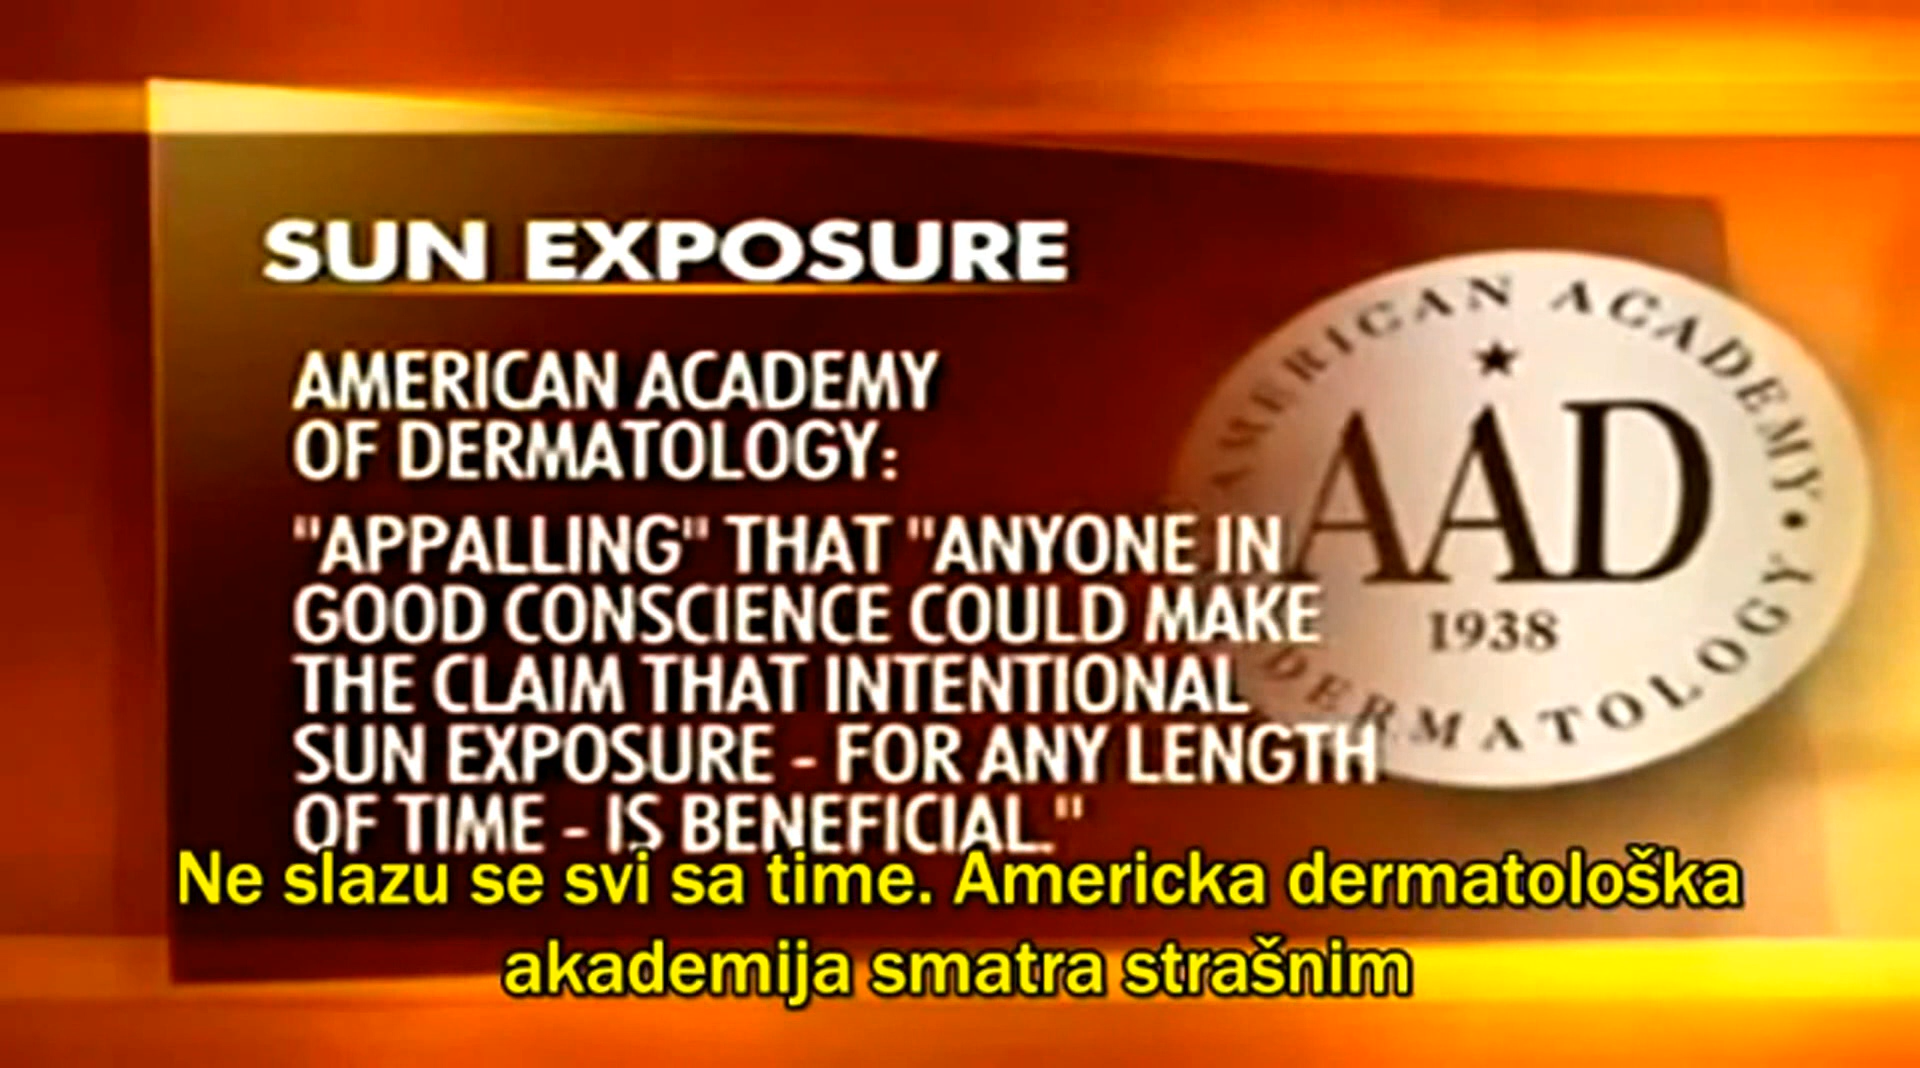 SUN EXPOSURE
AMERICAN ACADEMY
OF DERMATOLOGY:
"APPALLING" THAT "ANYONE IN
GOOD CONSCIENCE COULD MAKE
THE CLAIM THAT INTENTIONAL
SUN EXPOSURE - FOR ANY LENGTH
OF TIME - IS BENEFICIAL."
AMERICAN ACADEMY • DERMATOLOGY
AAD
1938
Ne slazu se svi sa time. Americka dermatološka
akademija smatra strašnim